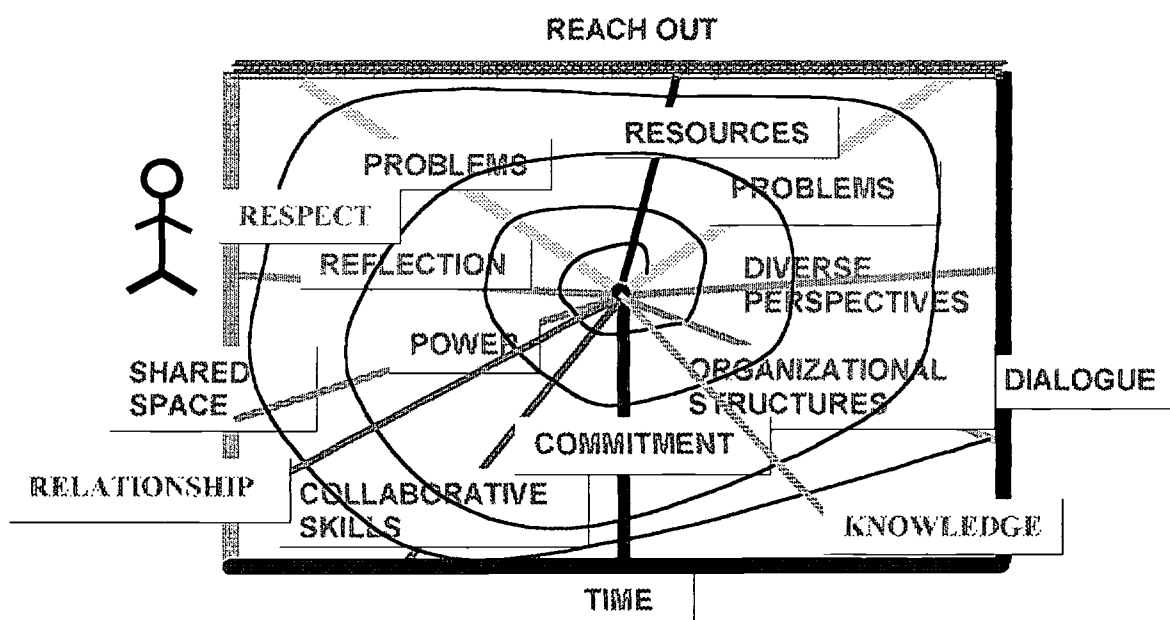 REACH OUT
RESOURCES
PROBLEMS
PROBLEMS
RESPECT
REFLECTION
DIVERSE
PERSPECTIVES
POWER
SHARED
SPACE
ORGANIZATIONAL
STRUCTURES
DIALOGUE
COMMITMENT
RELATIONSHIP
COLLABORATIVE
SKILLS
KNOWLEDGE
TIME